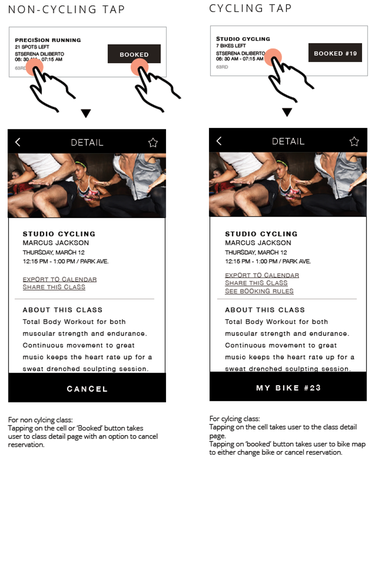 NON-CYCLING TAP
PRECISION RUNNING
21 SPOTS LEFT
STSERENA DILIBERTO
06:30 AM - 07:15 AM
63RD
BOOKED
DETAIL
STUDIO CYCLING
MARCUS JACKSON
THURSDAY, MARCH 12
12:15 PM - 1:00 PM / PARK AVE.
EXPORT TO CALENDAR
SHARE THIS CLASS
ABOUT THIS CLASS
Total Body Workout for both
muscular strength and endurance.
Continuous movement to great
music keeps the heart rate up for a
sweat drenched sculpting session.
CANCEL
For non cylcing class:
Tapping on the cell or 'Booked' button takes
user to class detail page with an option to cancel
reservation.
CYCLING TAP
STUDIO CYCLING
7 BIKES LEFT
STSERENA DILIBERTO
06: 30 AM - 07:15 AM
63RD
BOOKED #19
DETAIL
STUDIO CYCLING
MARCUS JACKSON
THURSDAY, MARCH 12
12:15 PM - 1:00 PM / PARK AVE.
EXPORT TO CALENDAR
SHARE THIS CLASS
SEE BOOKING RULES
ABOUT THIS CLASS
Total Body Workout for both
muscular strength and endurance.
Continuous movement to great
music keeps the heart rate up for a
sweat drenched sculpting session.
MY BIKE #23
For cylcing class:
Tapping on the cell takes user to the class detail
page.
Tapping on 'booked' button takes user to bike map
to either change bike or cancel reservation.